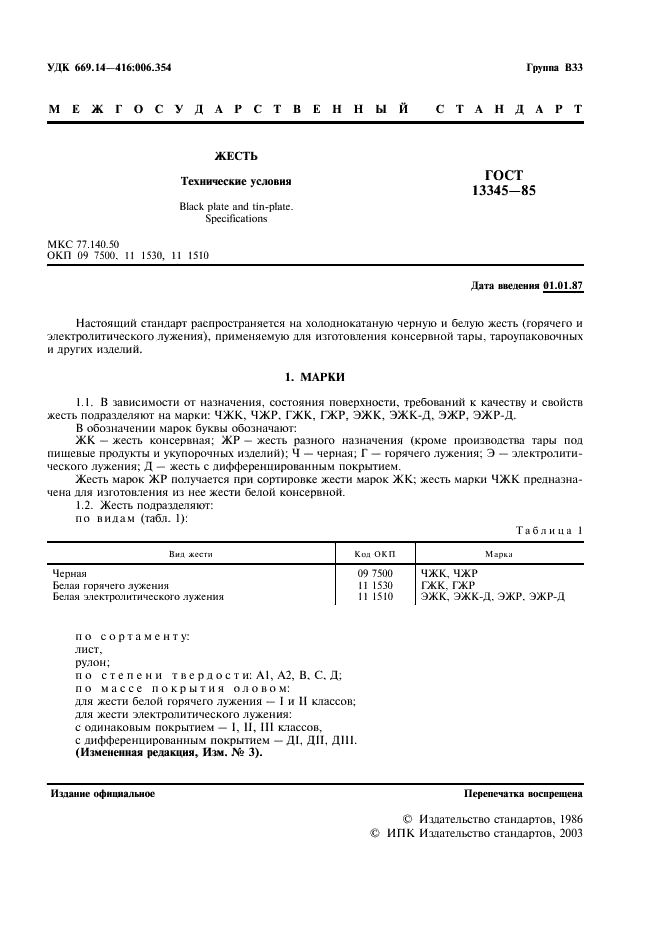 УДК 669.14—416:006.354 Группа В33
МЕЖГОСУДАРСТВЕННЫЙ СТАНДАРТ
ЖЕСТЬ
Технические условия
Black plate and tin-plate.
Specifications
ГОСТ
13345—85
МКС 77.140.50
ОКП 09 7500, 11 1530, 11 1510
Дата введения 01.01.87
Настоящий стандарт распространяется на холоднокатаную черную и белую жесть (горячего и
электролитического лужения), применяемую для изготовления консервной тары, тароупаковочных
и других изделий.
1. МАРКИ
1.1. В зависимости от назначения, состояния поверхности, требований к качеству и свойств
жесть подразделяют на марки: ЧЖК, ЧЖР, ГЖК, ГЖР, ЭЖК, ЭЖК-Д, ЭЖР, ЭЖР-Д.
В обозначении марок буквы обозначают:
ЖК — жесть консервная; ЖР — жесть разного назначения (кроме производства тары под
пищевые продукты и укупорочных изделий); Ч — черная; Г — горячего лужения; Э — электролити-
ческого лужения; Д — жесть с дифференцированным покрытием.
Жесть марок ЖР получается при сортировке жести марок ЖК; жесть марки ЧЖК предназна-
чена для изготовления из нее жести белой консервной.
1.2. Жесть подразделяют:
по видам (табл. 1):
Таблица 1
Вид жести Код ОКП Марка
Черная 09 7500 ЧЖК, ЧЖР
Белая горячего лужения 11 1530 ГЖК, ГЖР
Белая электролитического лужения 11 1510 ЭЖК, ЭЖК-Д, ЭЖР, ЭЖР-Д
по сортаменту:
лист,
рулон;
по степени твердости: А1, А2, В, С, Д;
по массе покрытия оловом:
для жести белой горячего лужения — I и II классов;
для жести электролитического лужения:
с одинаковым покрытием — I, II, III классов,
с дифференцированным покрытием — ДI, ДII, ДIII.
(Измененная редакция, Изм. № 3).
Издание официальное Перепечатка воспрещена
© Издательство стандартов, 1986
© ИПК Издательство стандартов, 2003